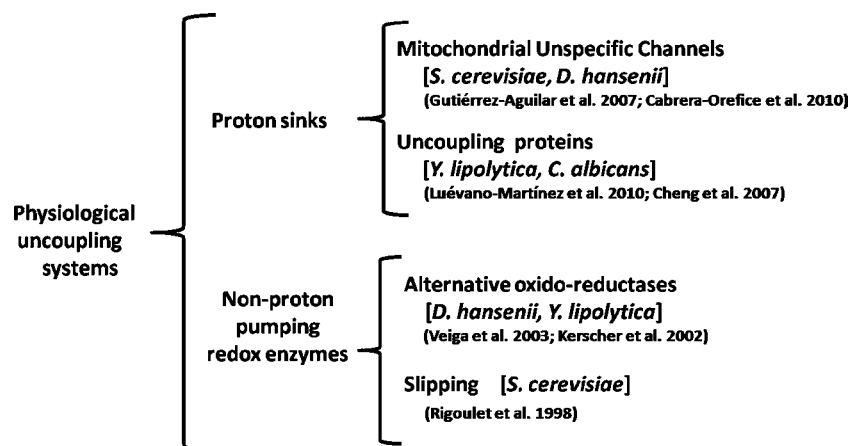 Physiological
uncoupling
systems
Proton sinks
Mitochondrial Unspecific Channels
[S. cerevisiae, D. hansenii]
(Gutiérrez-Aguilar et al. 2007; Cabrera-Orefice et al. 2010)
Uncoupling proteins
[Y. lipolytica, C. albicans]
(Luévano-Martínez et al. 2010; Cheng et al. 2007)
Non-proton
pumping
redox enzymes
Alternative oxido-reductases
[D. hansenii, Y. lipolytica]
(Veiga et al. 2003; Kerscher et al. 2002)
Slipping [S. cerevisiae]
(Rigoulet et al. 1998)